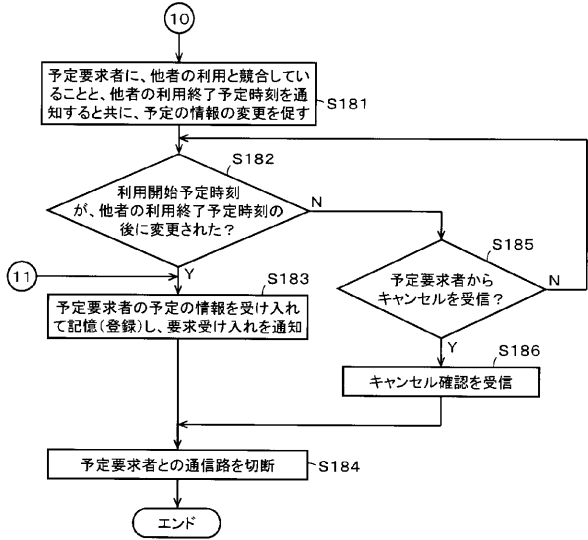 10
予定要求者に、他者の利用と競合してい
ることと、他者の利用終了予定時刻を通
知すると共に、予定の情報の変更を促す
S181
S182
利用開始予定時刻
が、他者の利用終了予定時刻の
後に変更された？
N
Y
S185
予定要求者から
キャンセルを受信？
N
Y
11
S183
予定要求者の予定の情報を受け入れ
て記憶(登録)し、要求受け入れを通知
S186
キャンセル確認を受信
予定要求者との通信路を切断
S184
エンド